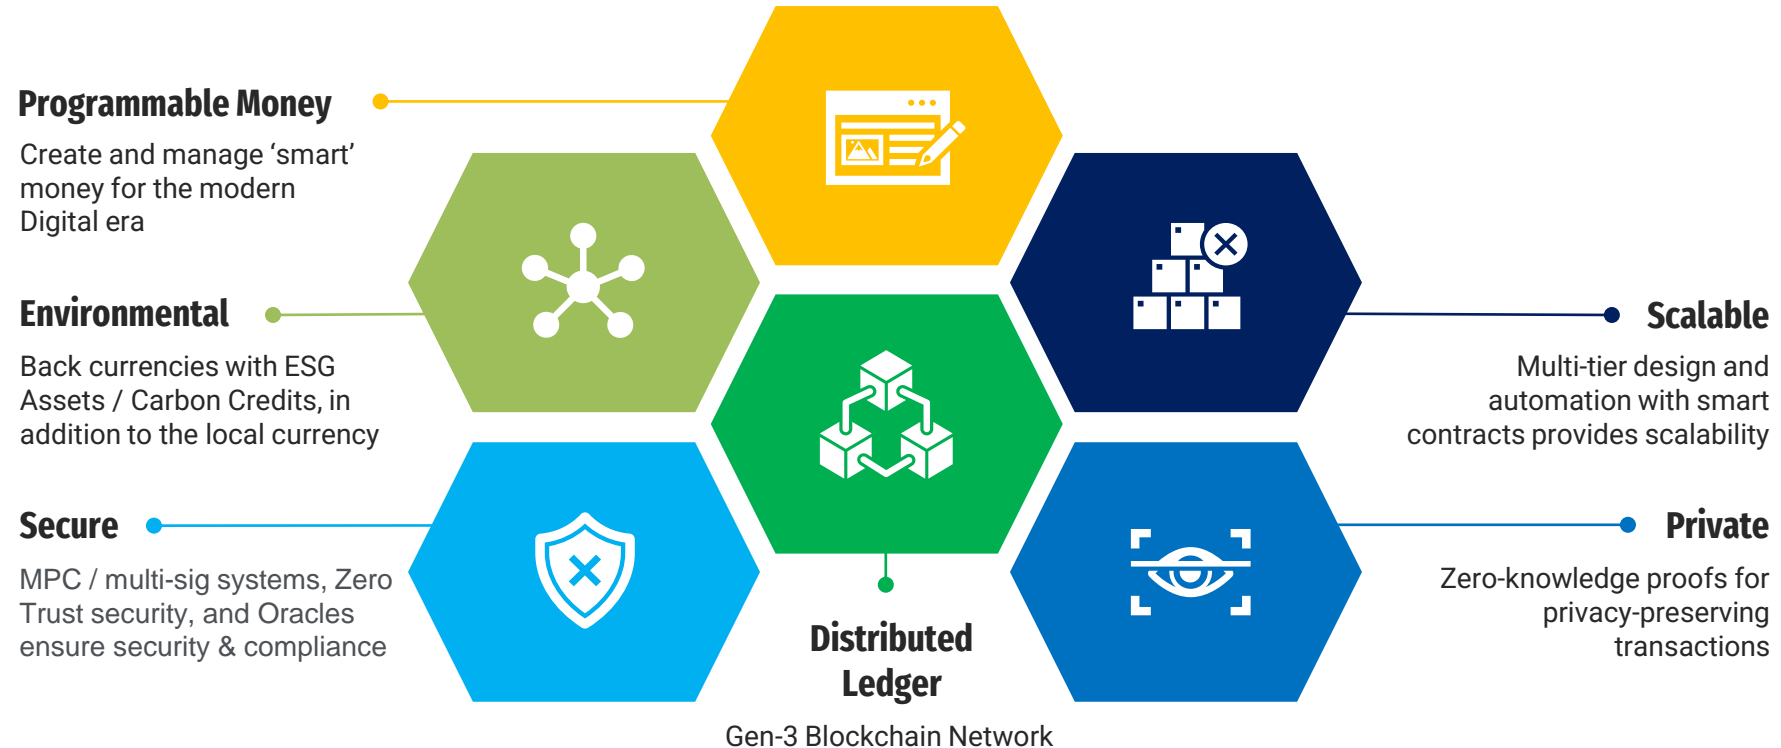 Programmable Money
Create and manage ‘smart’
money for the modern
Digital era
Environmental
Back currencies with ESG
Assets / Carbon Credits, in
addition to the local currency
Secure
MPC / multi-sig systems, Zero
Trust security, and Oracles
ensure security & compliance
Distributed
Ledger
Gen-3 Blockchain Network
Scalable
Multi-tier design and
automation with smart
contracts provides scalability
Private
Zero-knowledge proofs for
privacy-preserving
transactions